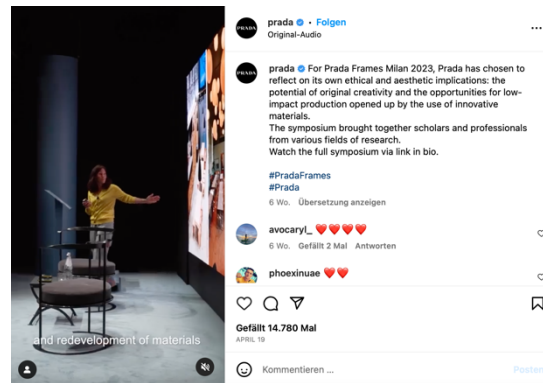 and redevelopment of materials
PRADA
prada • Folgen
Original-Audio
PRADA
prada For Prada Frames Milan 2023, Prada has chosen to
reflect on its own ethical and aesthetic implications: the
potential of original creativity and the opportunities for low-
impact production opened up by the use of innovative
materials.
The symposium brought together scholars and professionals
from various fields of research.
Watch the full symposium via link in bio.
#PradaFrames
#Prada
6 Wo. Übersetzung anzeigen
avocaryl_ ❤️❤️❤️❤️
6 Wo. Gefällt 2 Mal Antworten
phoexinuae ❤️❤️
Gefällt 14.780 Mal
APRIL 19
Kommentieren ...
Posten